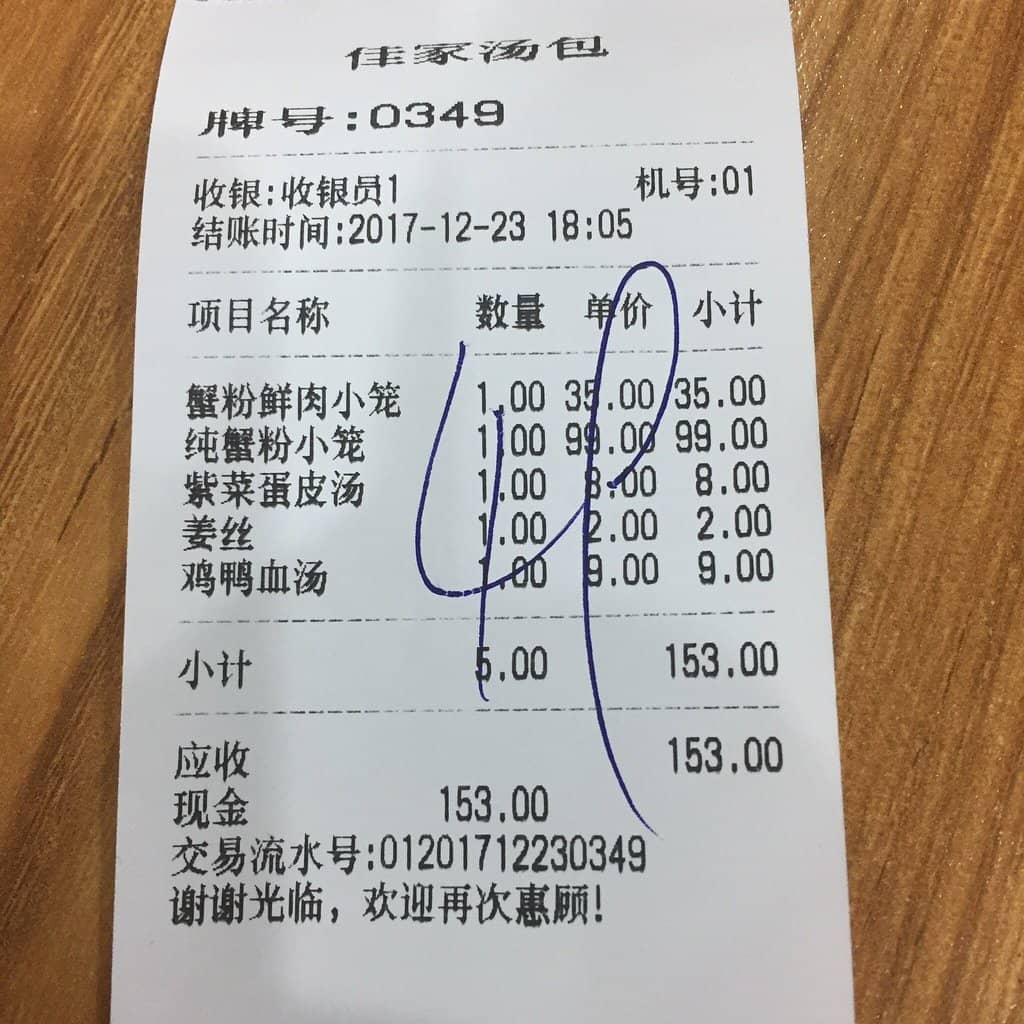 佳家汤包
牌号:0349
收银:收银员1 机号:01
结账时间:2017-12-23 18:05
项目名称 数量 单价 小计
蟹粉鲜肉小笼 1.00 35.00 35.00
纯蟹粉小笼 1.00 99.00 99.00
紫菜蛋皮汤 1.00 8.00 8.00
姜丝 1.00 2.00 2.00
鸡鸭血汤 1.00 9.00 9.00
小计 5.00 153.00
应收 153.00
现金 153.00
交易流水号:01201712230349
谢谢光临，欢迎再次惠顾!